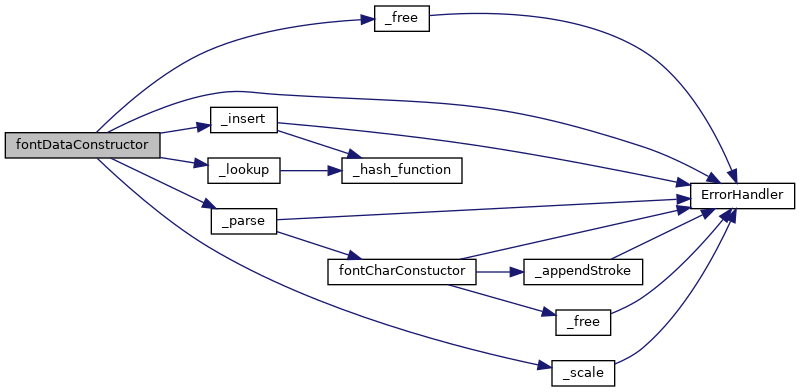 _free
_insert
fontDataConstructor
_lookup
_hash_function
ErrorHandler
_parse
fontCharConstuctor
_appendStroke
_free
_scale